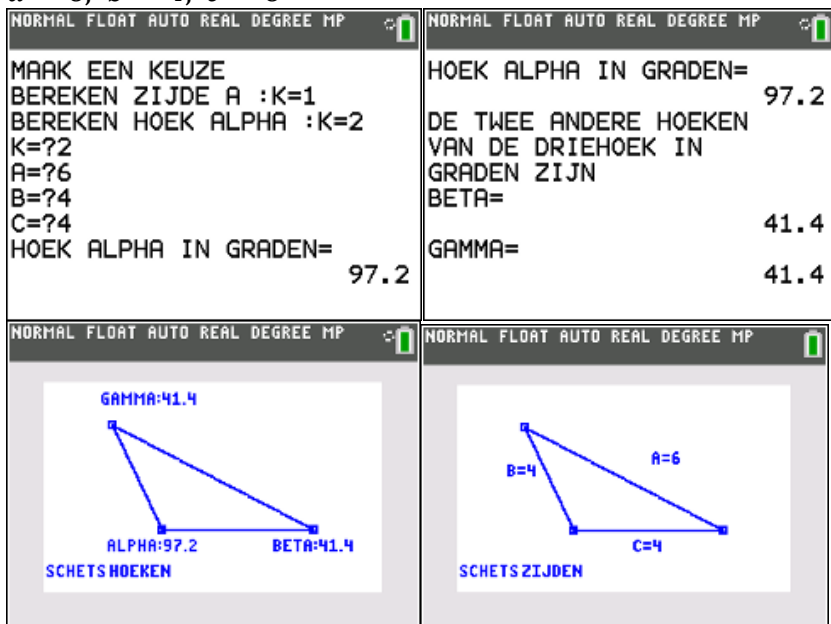 NORMAL FLOAT AUTO REAL DEGREE MP
MAAK EEN KEUZE
BEREKEN ZIJDE A :K=1
BEREKEN HOEK ALPHA :K=2
K=?2
A=?6
B=?4
C=?4
HOEK ALPHA IN GRADEN=
97.2
NORMAL FLOAT AUTO REAL DEGREE MP
HOEK ALPHA IN GRADEN=
97.2
DE TWEE ANDERE HOEKEN
VAN DE DRIEHOEK IN
GRADEN ZIJN
BETA=
41.4
GAMMA=
41.4
NORMAL FLOAT AUTO REAL DEGREE MP
GAMMA:41.4
ALPHA:97.2 BETA:41.4
SCHETS HOEKEN
NORMAL FLOAT AUTO REAL DEGREE MP
A=6
B=4
C=4
SCHETS ZIJDEN